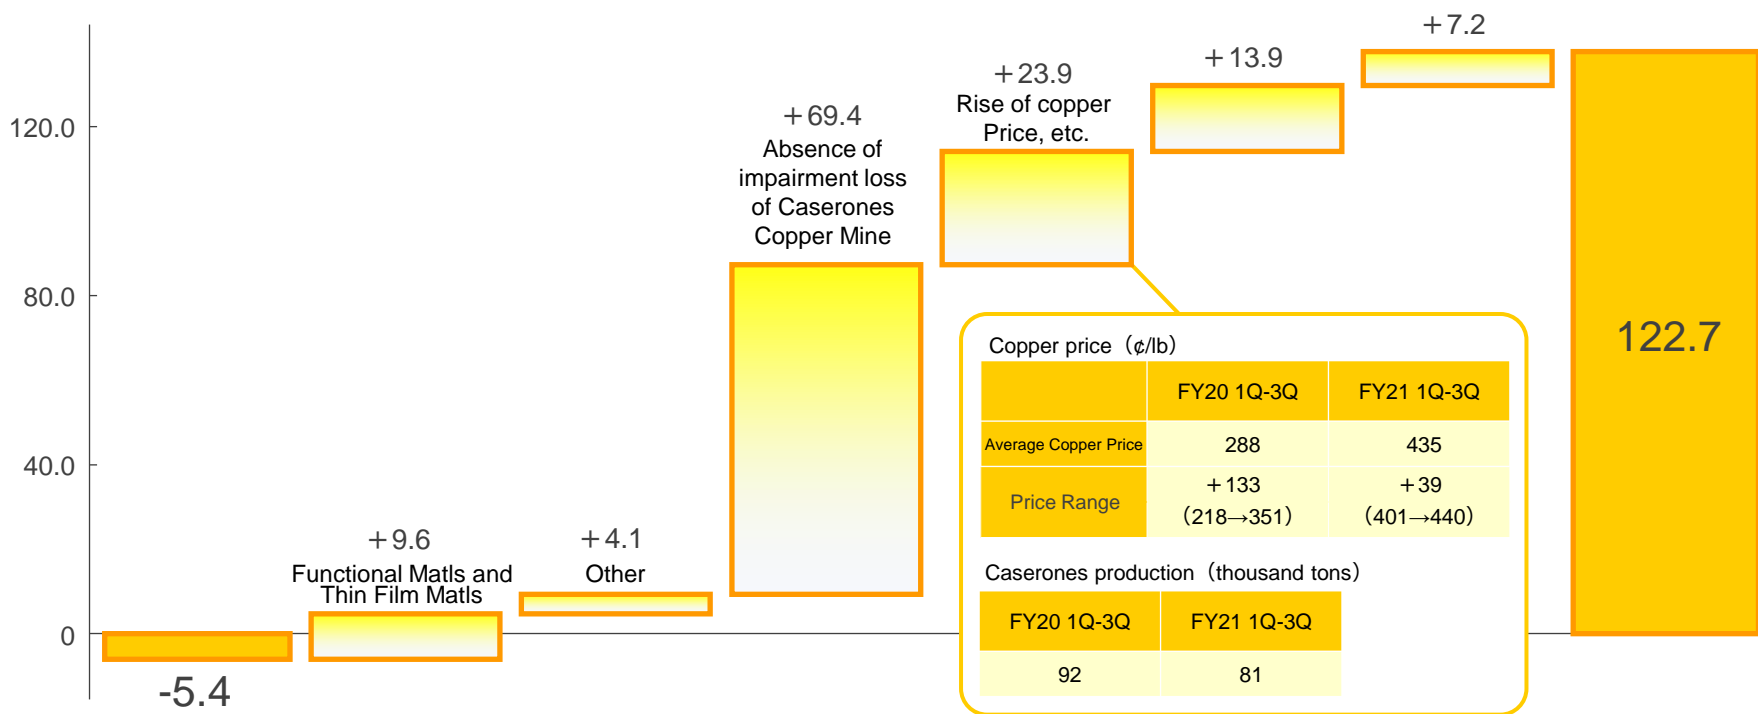 +7.2
+13.9
+23.9
Rise of copper
Price, etc.
+69.4
Absence of
impairment loss
of Caserones
Copper Mine
120.0
80.0
40.0
0
+9.6
Functional Matls and
Thin Film Matls
+4.1
Other
-5.4
122.7
Copper price（¢/lb）
FY20 1Q-3Q FY21 1Q-3Q
Average Copper Price 288 435
Price Range +133 +39
（218→351） （401→440）
Caserones production（thousand tons）
FY20 1Q-3Q FY21 1Q-3Q
92 81